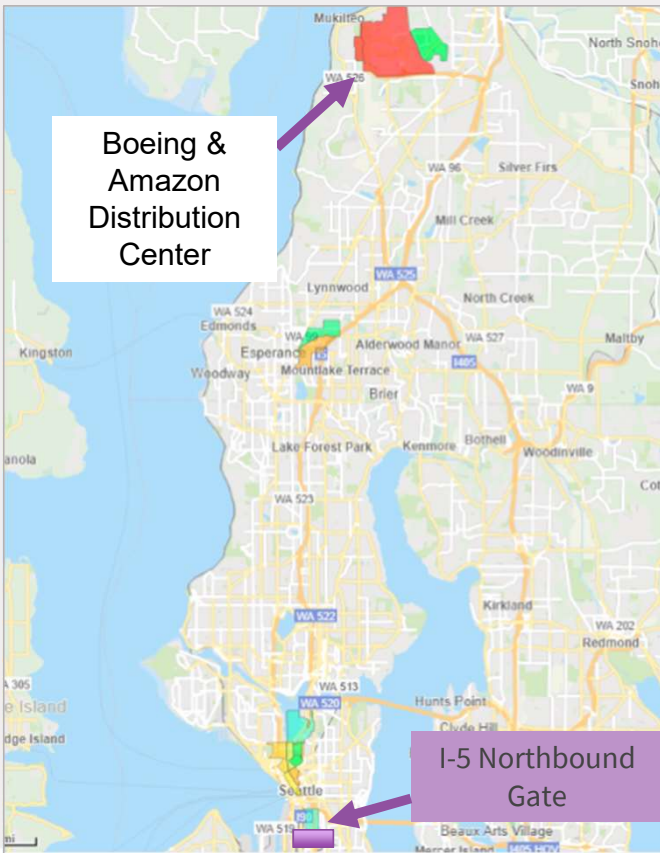 Mukilteo
North Snoho
WA 526
Snoh
Boeing &
Amazon
Distribution
Center
WA 96
Silver Firs
Mill Creek
WA 525
Lynnwood
North Creek
WA 524
Edmonds
WA 99
Esperance
I5
Alderwood Manor
WA 527
Maltby
Kingston
I405
Woodway
Mountlake Terrace
WA 9
Brier
Lake Forest Park
Kenmore
Bothell
Woodinville
anola
Cot
WA 523
Kirkland
WA 522
WA 202
Redmond
A 305
WA 513
e Island
WA 520
Hunts Point
dge Island
Clyde Hill
I-5 Northbound
Gate
Seattle
I90
WA 519
Beaux Arts Village
mi
Mercer Island
I405 HOV